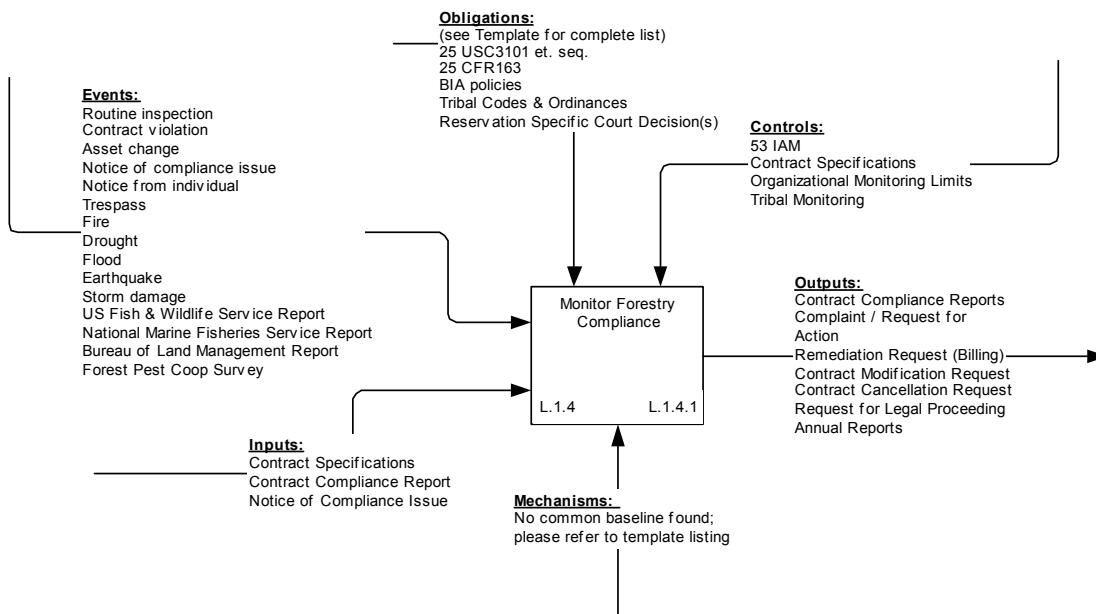 Obligations:
(see Template for complete list)
25 USC3101 et. seq.
25 CFR163
BIA policies
Tribal Codes & Ordinances
Reservation Specific Court Decision(s)
Events:
Routine inspection
Contract violation
Asset change
Notice of compliance issue
Notice from individual
Trespass
Fire
Drought
Flood
Earthquake
Storm damage
US Fish & Wildlife Service Report
National Marine Fisheries Service Report
Bureau of Land Management Report
Forest Pest Coop Survey
Controls:
53 IAM
Contract Specifications
Organizational Monitoring Limits
Tribal Monitoring
Monitor Forestry
Compliance
L.1.4
L.1.4.1
Outputs:
Contract Compliance Reports
Complaint / Request for
Action
Remediation Request (Billing)
Contract Modification Request
Contract Cancellation Request
Request for Legal Proceeding
Annual Reports
Inputs:
Contract Specifications
Contract Compliance Report
Notice of Compliance Issue
Mechanisms:
No common baseline found;
please refer to template listing